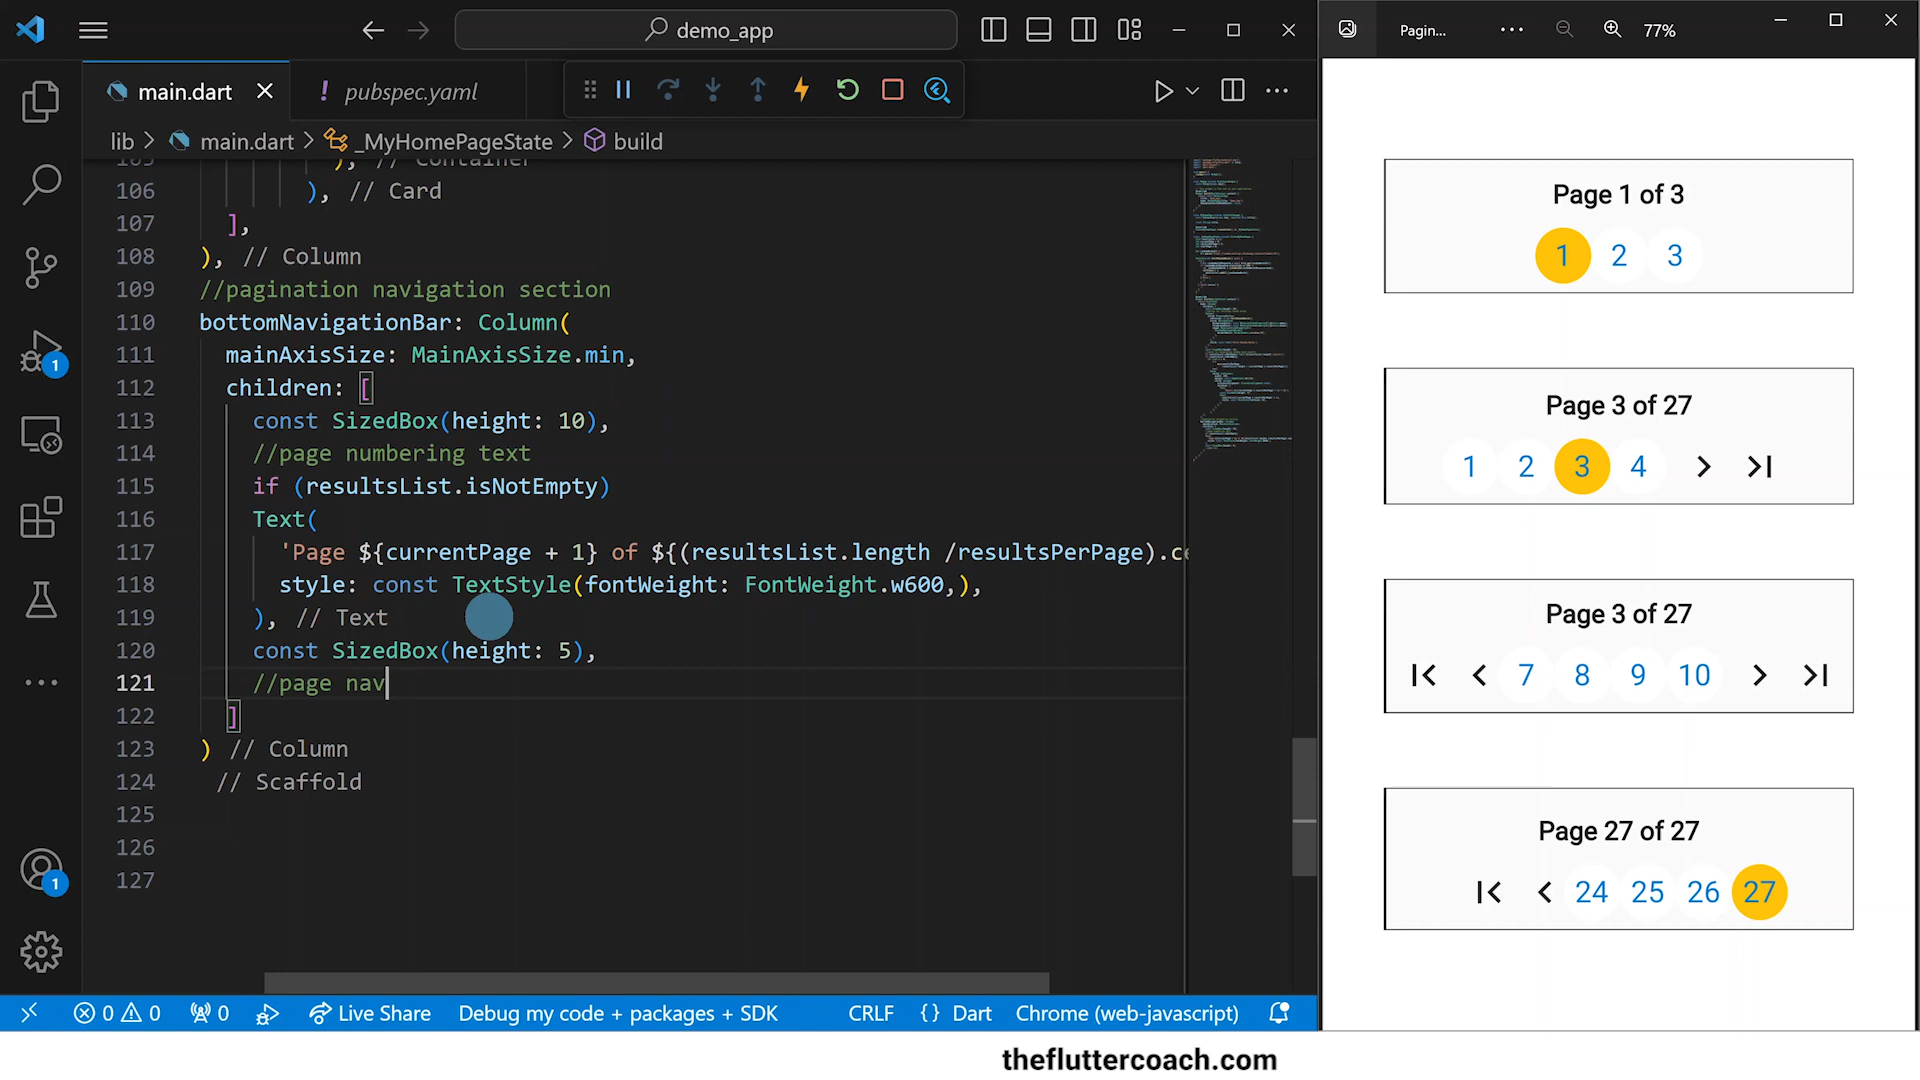 demo_app
Pagin...
77%
main.dart
! pubspec.yaml
lib > main.dart > _MyHomePageState > build
105 ), // Container
106 ), // Card
107 ],
108 ), // Column
109 //pagination navigation section
110 bottomNavigationBar: Column(
111 mainAxisSize: MainAxisSize.min,
112 children: [
113 const SizedBox(height: 10),
114 //page numbering text
115 if (resultsList.isNotEmpty)
116 Text(
117 'Page ${currentPage + 1} of ${(resultsList.length /resultsPerPage).ce
118 style: const TextStyle(fontWeight: FontWeight.w600,),
119 ), // Text
120 const SizedBox(height: 5),
121 //page nav
122 ]
123 ) // Column
124 // Scaffold
125
126
127
1
1
0 0 0 Live Share Debug my code + packages + SDK CRLF {} Dart Chrome (web-javascript)
Page 1 of 3
1 2 3
Page 3 of 27
1 2 3 4 > >|
Page 3 of 27
|< < 7 8 9 10 > >|
Page 27 of 27
|< < 24 25 26 27
thefluttercoach.com